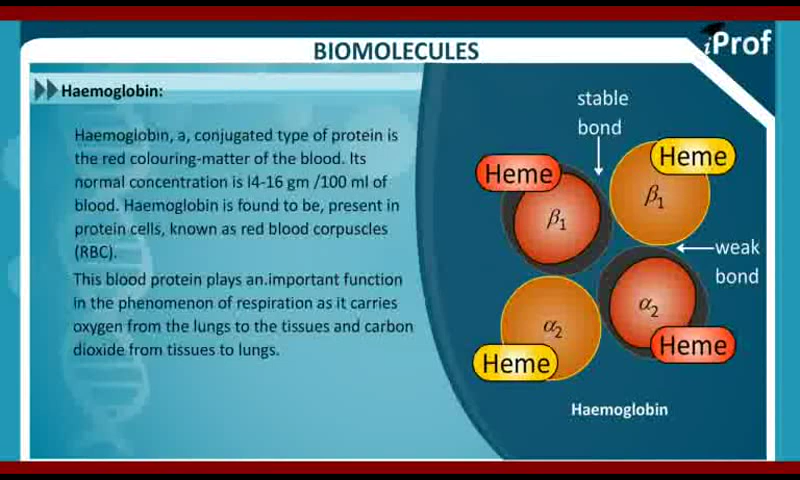 iProf
BIOMOLECULES
Haemoglobin:
Haemoglobin, a, conjugated type of protein is
the red colouring-matter of the blood. Its
normal concentration is l4-16 gm /100 ml of
blood. Haemoglobin is found to be, present in
protein cells, known as red blood corpuscles
(RBC).
This blood protein plays an.important function
in the phenomenon of respiration as it carries
oxygen from the lungs to the tissues and carbon
dioxide from tissues to lungs.
stable
bond
Heme
Heme
β1
β1
weak
bond
α2
α2
Heme
Heme
Haemoglobin